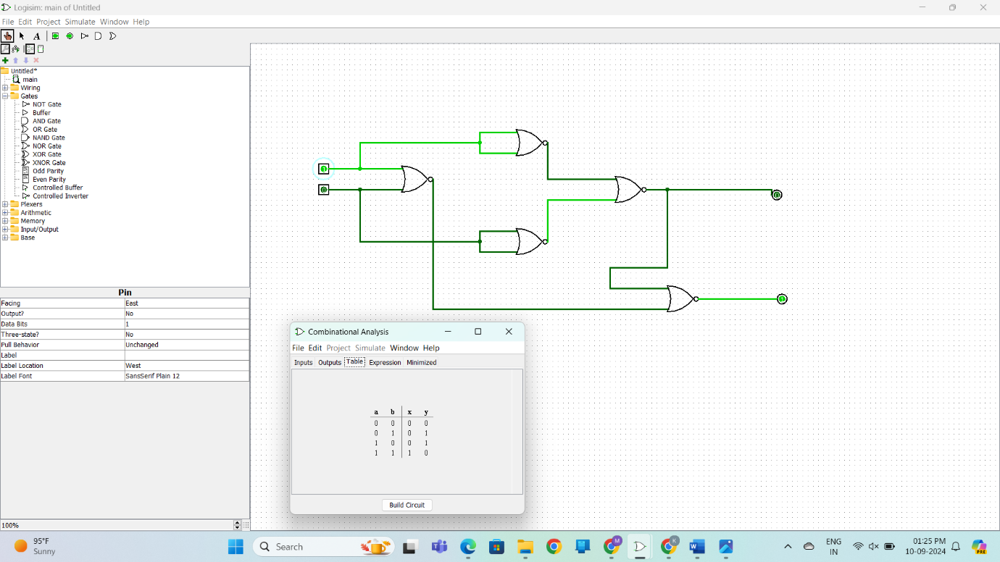 Logisim: main of Untitled
File Edit Project Simulate Window Help
A
Untitled*
main
Wiring
Gates
NOT Gate
Buffer
AND Gate
OR Gate
NAND Gate
NOR Gate
XOR Gate
XNOR Gate
Odd Parity
Even Parity
Controlled Buffer
Controlled Inverter
Plexers
Arithmetic
Memory
Input/Output
Base
Pin
Facing East
Output? No
Data Bits 1
Three-state? No
Pull Behavior Unchanged
Label
Label Location West
Label Font SansSerif Plain 12
100%
1
0
0
1
Combinational Analysis
File Edit Project Simulate Window Help
Inputs Outputs Table Expression Minimized
a b x y
0 0 0 0
0 1 0 1
1 0 0 1
1 1 1 0
Build Circuit
95°F
Sunny
Search
M
K
ENG
IN
01:25 PM
10-09-2024
PRE